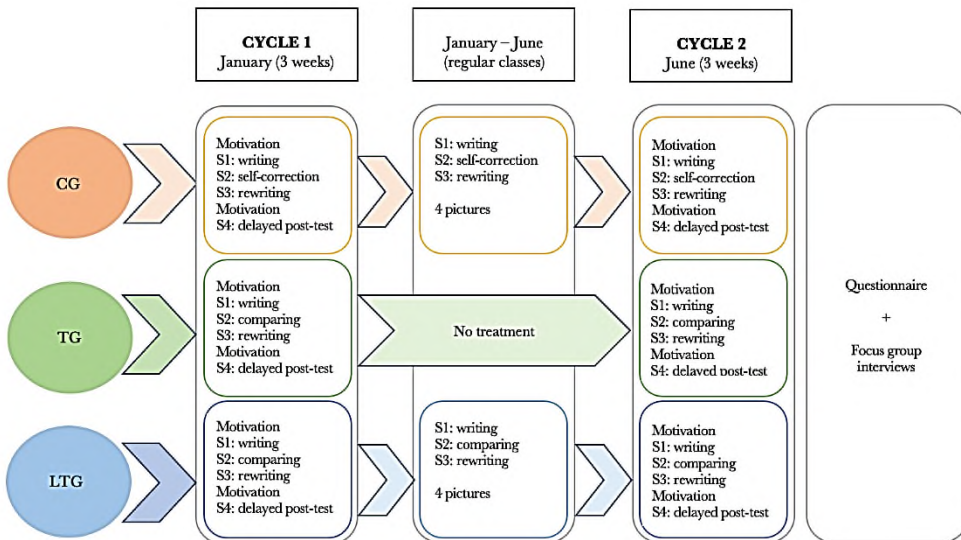 CYCLE 1
January (3 weeks)
January – June
(regular classes)
CYCLE 2
June (3 weeks)
CG
Motivation
S1: writing
S2: self-correction
S3: rewriting
Motivation
S4: delayed post-test
S1: writing
S2: self-correction
S3: rewriting
4 pictures
Motivation
S1: writing
S2: self-correction
S3: rewriting
Motivation
S4: delayed post-test
TG
Motivation
S1: writing
S2: comparing
S3: rewriting
Motivation
S4: delayed post-test
No treatment
Motivation
S1: writing
S2: comparing
S3: rewriting
Motivation
S4: delayed post-test
LTG
Motivation
S1: writing
S2: comparing
S3: rewriting
Motivation
S4: delayed post-test
S1: writing
S2: comparing
S3: rewriting
4 pictures
Motivation
S1: writing
S2: comparing
S3: rewriting
Motivation
S4: delayed post-test
Questionnaire
+
Focus group
interviews